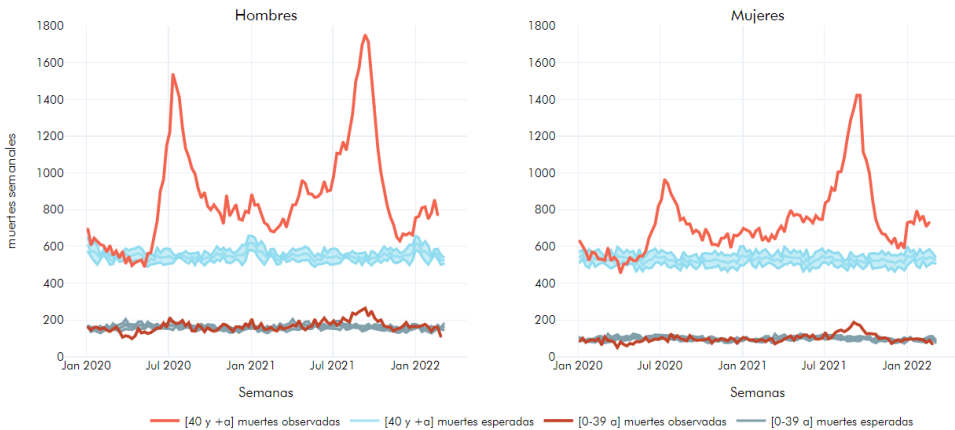 Hombres
Mujeres
muertes semanales
1800
1600
1400
1200
1000
800
600
400
200
0
Jan 2020
Jul 2020
Jan 2021
Jul 2021
Jan 2022
Semanas
1800
1600
1400
1200
1000
800
600
400
200
0
Jan 2020
Jul 2020
Jan 2021
Jul 2021
Jan 2022
Semanas
[40 y +a] muertes observadas
[40 y +a] muertes esperadas
[0-39 a] muertes observadas
[0-39 a] muertes esperadas